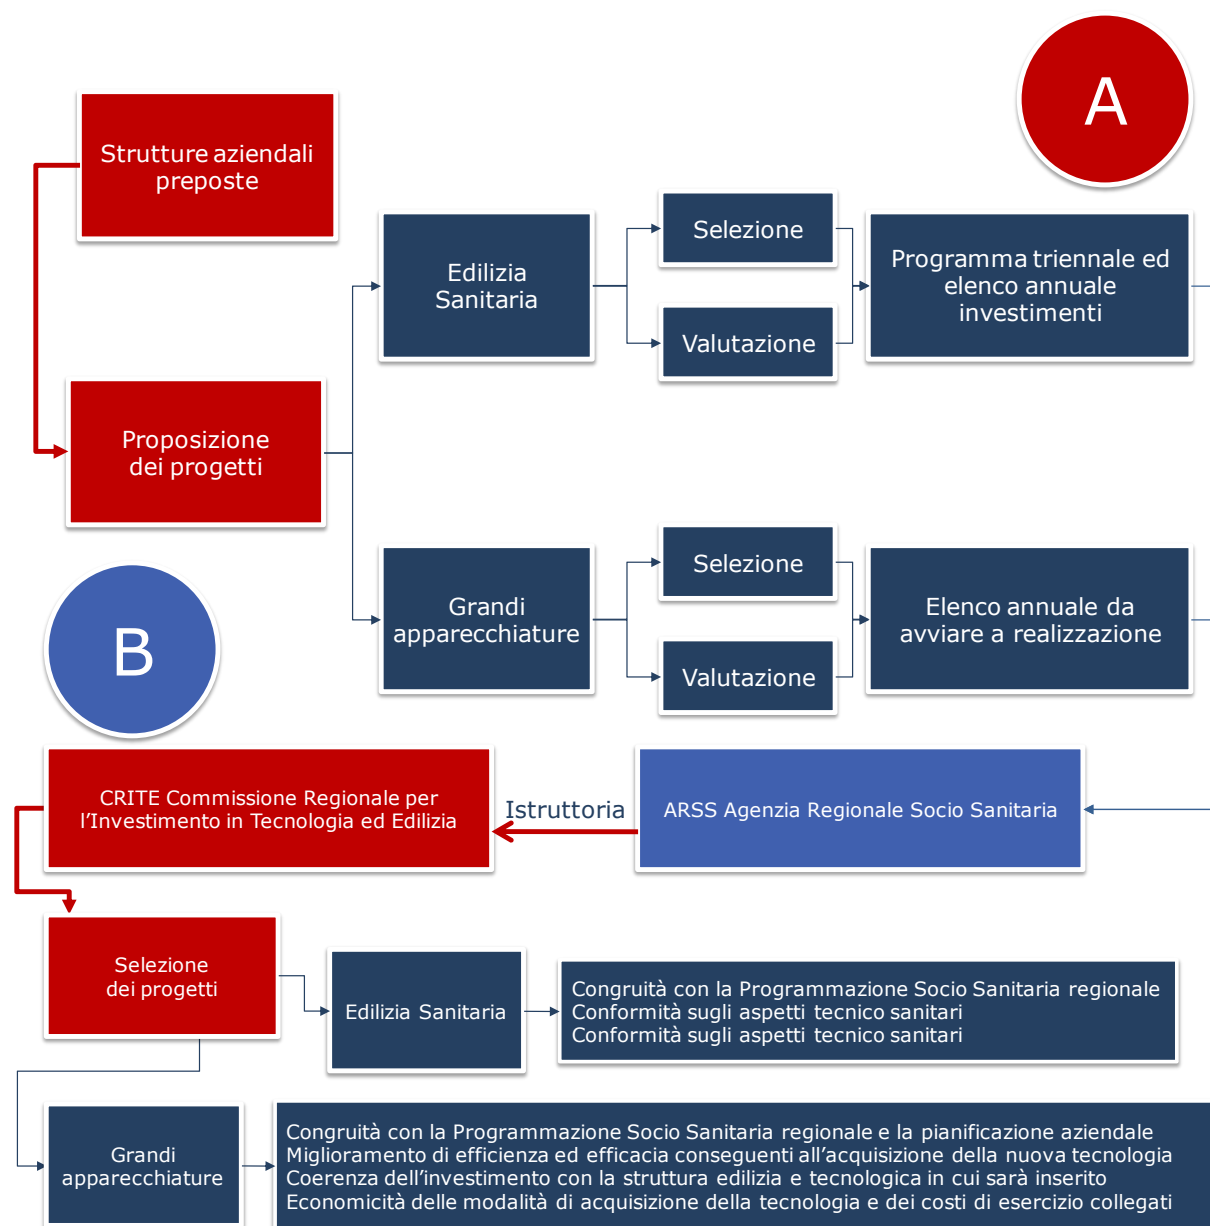 A
Strutture aziendali
preposte
Edilizia
Sanitaria
Selezione
Valutazione
Programma triennale ed
elenco annuale
investimenti
Proposizione
dei progetti
Grandi
apparecchiature
Selezione
Valutazione
Elenco annuale da
avviare a realizzazione
B
CRITE Commissione Regionale per
l’Investimento in Tecnologia ed Edilizia
Istruttoria
ARSS Agenzia Regionale Socio Sanitaria
Selezione
dei progetti
Edilizia Sanitaria
Congruità con la Programmazione Socio Sanitaria regionale
Conformità sugli aspetti tecnico sanitari
Conformità sugli aspetti tecnico sanitari
Grandi
apparecchiature
Congruità con la Programmazione Socio Sanitaria regionale e la pianificazione aziendale
Miglioramento di efficienza ed efficacia conseguenti all’acquisizione della nuova tecnologia
Coerenza dell’investimento con la struttura edilizia e tecnologica in cui sarà inserito
Economicità delle modalità di acquisizione della tecnologia e dei costi di esercizio collegati